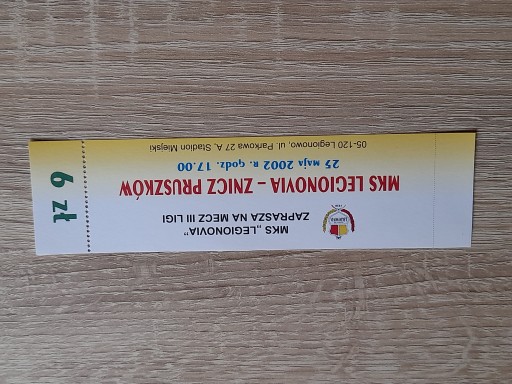 MKS „LEGIONOVIA”
ZAPRASZA NA MECZ III LIGI
MKS LEGIONOVIA – ZNICZ PRUSZKÓW
25 MAJA 2002 R. GODZ. 17.00
05-120 Legionowo, ul. Parkowa 27 A, Stadion Miejski
6 zł